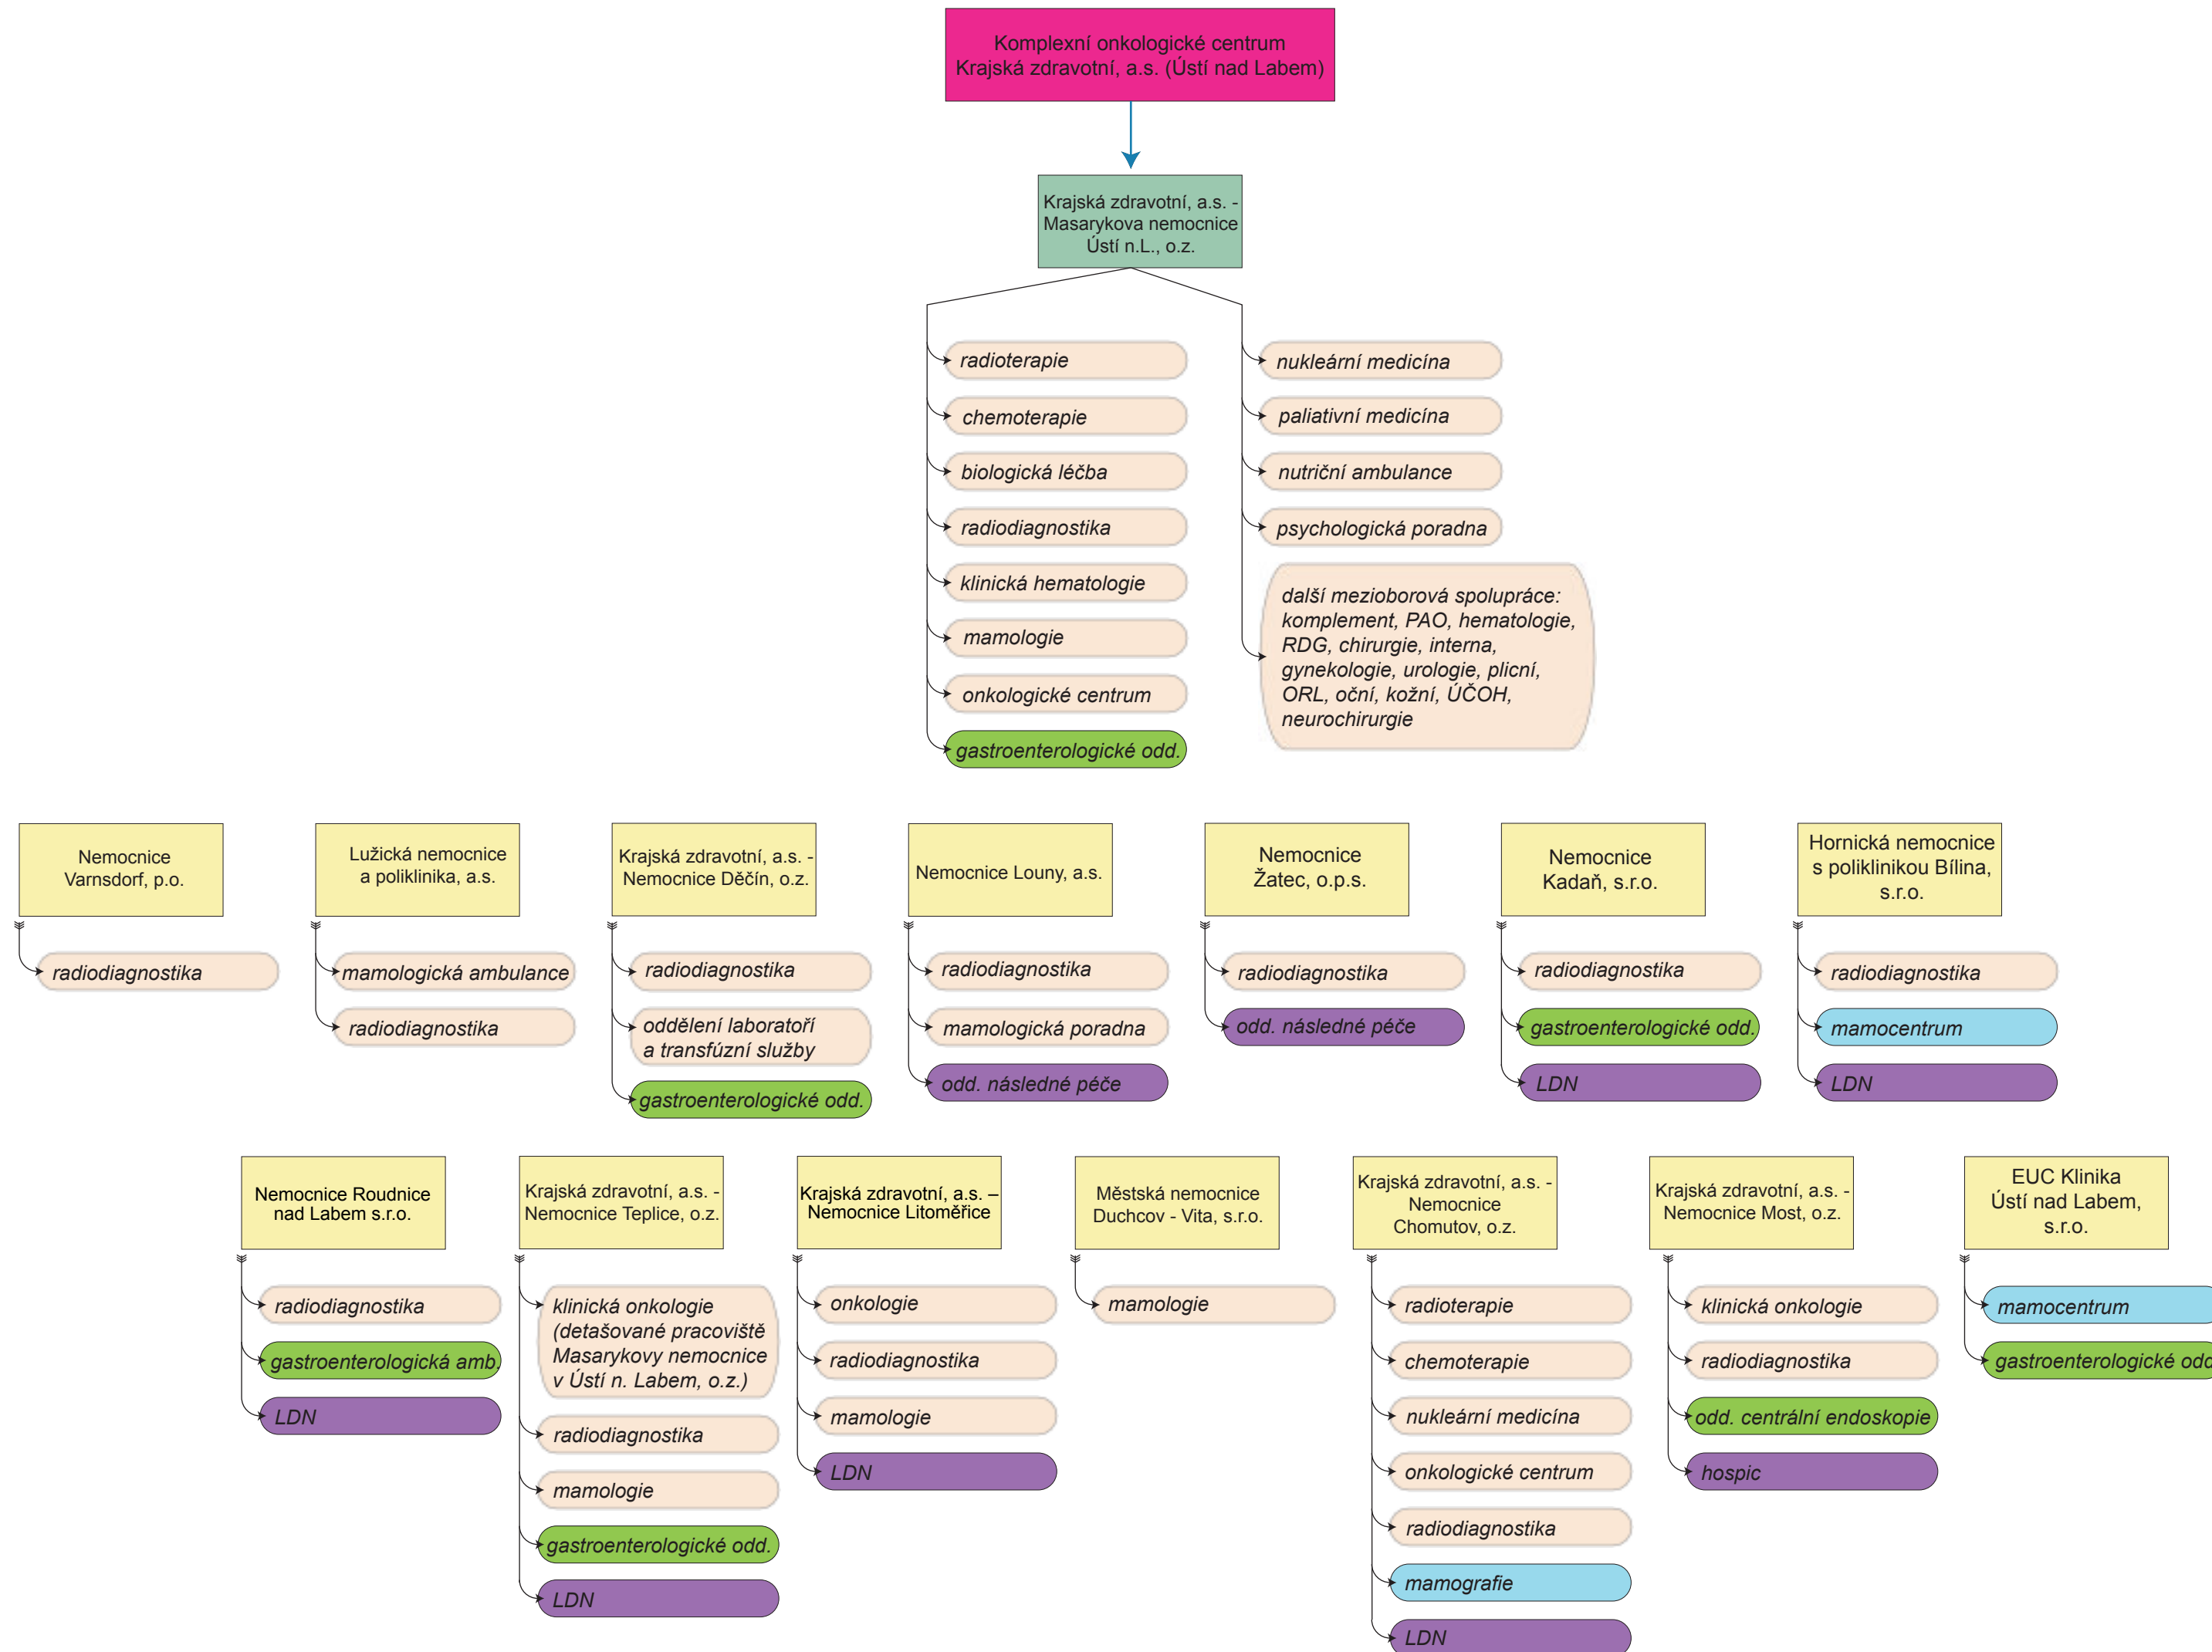 Komplexní onkologické centrum
Krajská zdravotní, a.s. (Ústí nad Labem)
Krajská zdravotní, a.s. -
Masarykova nemocnice
Ústí n.L., o.z.
radioterapie
chemoterapie
biologická léčba
radiodiagnostika
klinická hematologie
mamologie
onkologické centrum
gastroenterologické odd.
nukleární medicína
paliativní medicína
nutriční ambulance
psychologická poradna
další mezioborová spolupráce:
komplement, PAO, hematologie,
RDG, chirurgie, interna,
gynekologie, urologie, plicní,
ORL, oční, kožní, ÚČOH,
neurochirurgie
Nemocnice
Varnsdorf, p.o.
radiodiagnostika
Lužická nemocnice
a poliklinika, a.s.
mamologická ambulance
radiodiagnostika
Krajská zdravotní, a.s. -
Nemocnice Děčín, o.z.
radiodiagnostika
oddělení laboratoří
a transfúzní služby
gastroenterologické odd.
Nemocnice Louny, a.s.
radiodiagnostika
mamologická poradna
odd. následné péče
Nemocnice
Žatec, o.p.s.
radiodiagnostika
odd. následné péče
Nemocnice
Kadaň, s.r.o.
radiodiagnostika
gastroenterologické odd.
LDN
Hornická nemocnice
s poliklinikou Bílina,
s.r.o.
radiodiagnostika
mamocentrum
LDN
Nemocnice Roudnice
nad Labem s.r.o.
radiodiagnostika
gastroenterologická amb.
LDN
Krajská zdravotní, a.s. -
Nemocnice Teplice, o.z.
klinická onkologie
(detašované pracoviště
Masarykovy nemocnice
v Ústí n. Labem, o.z.)
radiodiagnostika
mamologie
gastroenterologické odd.
LDN
Krajská zdravotní, a.s. –
Nemocnice Litoměřice
onkologie
radiodiagnostika
mamologie
LDN
Městská nemocnice
Duchcov - Vita, s.r.o.
mamologie
Krajská zdravotní, a.s. -
Nemocnice
Chomutov, o.z.
radioterapie
chemoterapie
nukleární medicína
onkologické centrum
radiodiagnostika
mamografie
LDN
Krajská zdravotní, a.s. -
Nemocnice Most, o.z.
klinická onkologie
radiodiagnostika
odd. centrální endoskopie
hospic
EUC Klinika
Ústí nad Labem,
s.r.o.
mamocentrum
gastroenterologické odd